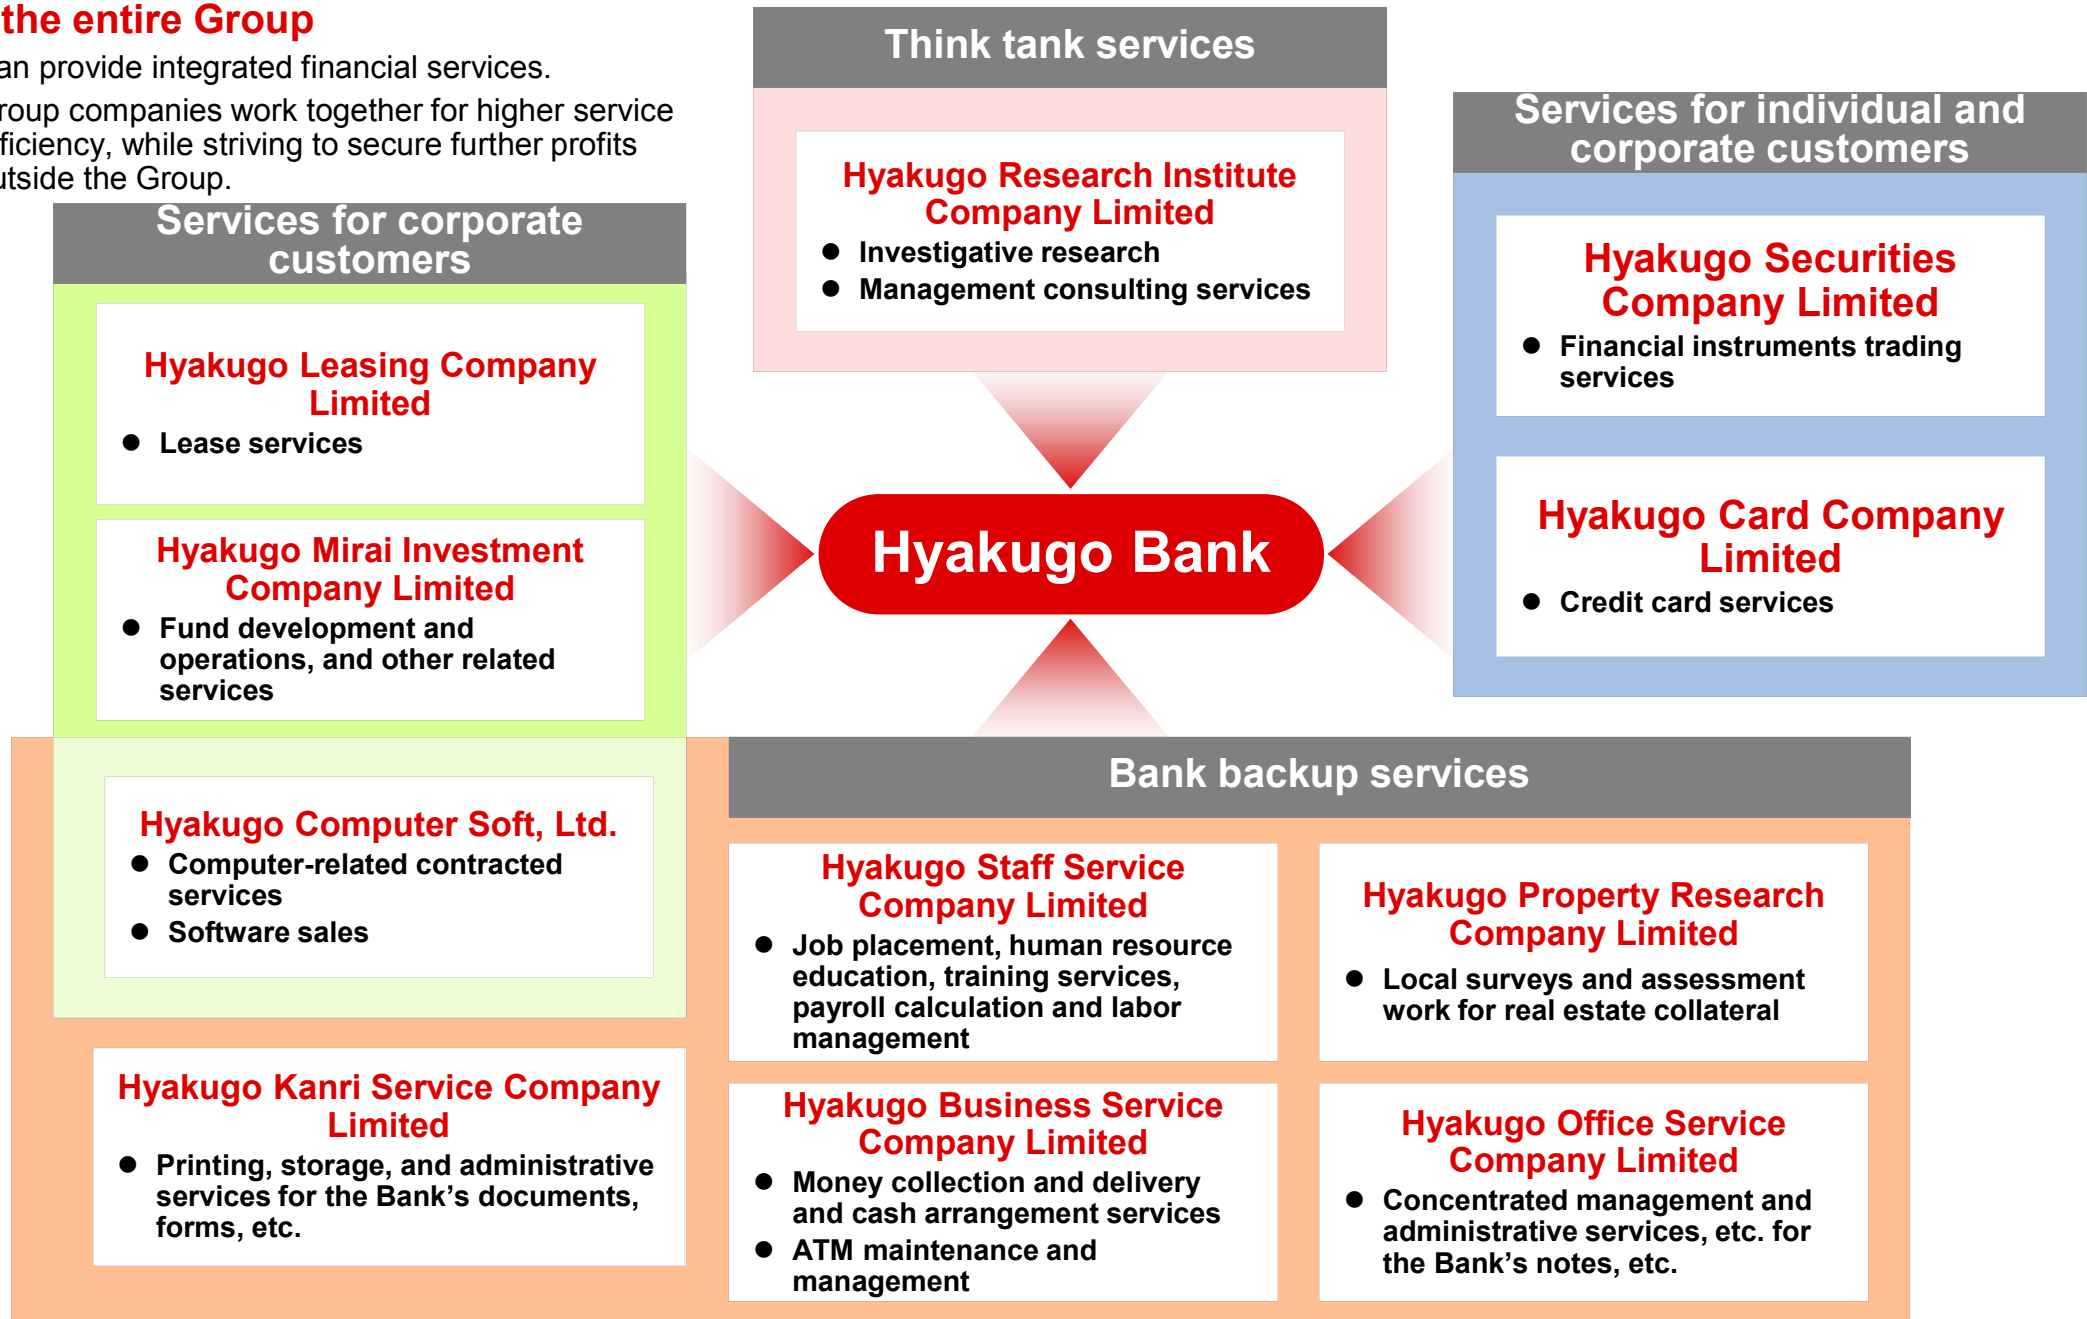 the entire Group
an provide integrated financial services.
roup companies work together for higher service
ficiency, while striving to secure further profits
utside the Group.
Think tank services
Hyakugo Research Institute
Company Limited
● Investigative research
● Management consulting services
Services for individual and
corporate customers
Hyakugo Securities
Company Limited
● Financial instruments trading
services
Hyakugo Card Company
Limited
● Credit card services
Services for corporate
customers
Hyakugo Leasing Company
Limited
● Lease services
Hyakugo Mirai Investment
Company Limited
● Fund development and
operations, and other related
services
Hyakugo Bank
Hyakugo Computer Soft, Ltd.
● Computer-related contracted
services
● Software sales
Hyakugo Kanri Service Company
Limited
● Printing, storage, and administrative
services for the Bank’s documents,
forms, etc.
Bank backup services
Hyakugo Staff Service
Company Limited
● Job placement, human resource
education, training services,
payroll calculation and labor
management
Hyakugo Property Research
Company Limited
● Local surveys and assessment
work for real estate collateral
Hyakugo Business Service
Company Limited
● Money collection and delivery
and cash arrangement services
● ATM maintenance and
management
Hyakugo Office Service
Company Limited
● Concentrated management and
administrative services, etc. for
the Bank’s notes, etc.